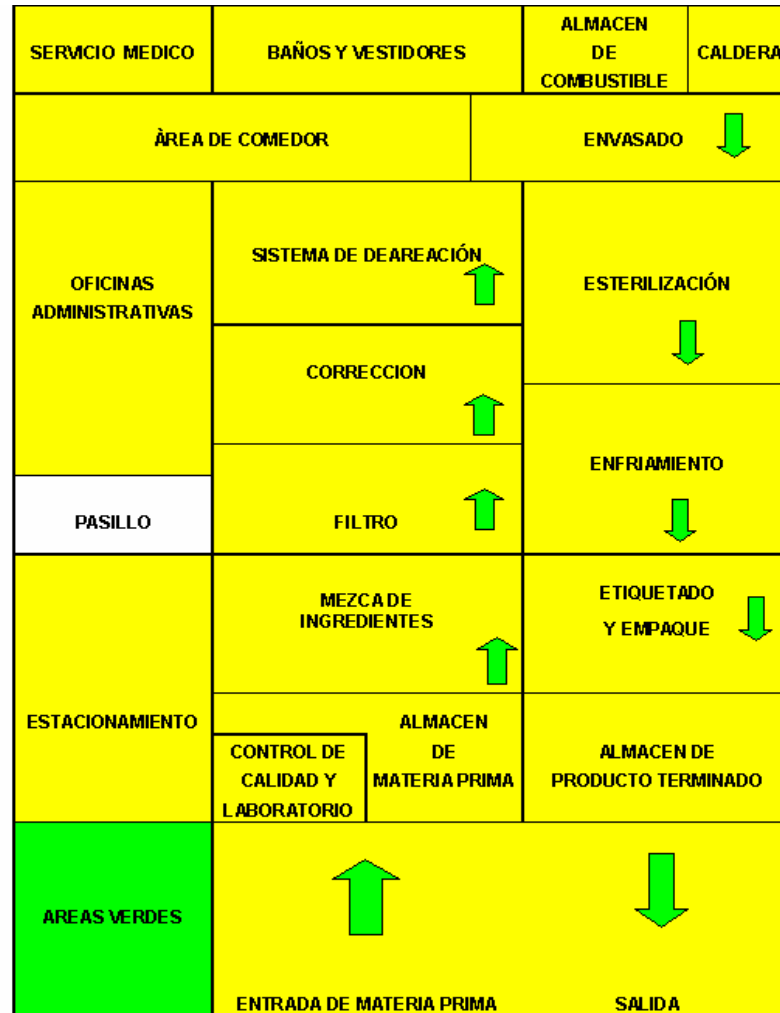 SERVICIO MEDICO
BAÑOS Y VESTIDORES
ALMACEN
DE
COMBUSTIBLE
CALDERA
ÀREA DE COMEDOR
ENVASADO
OFICINAS
ADMINISTRATIVAS
SISTEMA DE DEAREACIÓN
ESTERILIZACIÓN
CORRECCION
ENFRIAMIENTO
PASILLO
FILTRO
MEZCA DE
INGREDIENTES
ETIQUETADO
Y EMPAQUE
ESTACIONAMIENTO
CONTROL DE
CALIDAD Y
LABORATORIO
ALMACEN
DE
MATERIA PRIMA
ALMACEN DE
PRODUCTO TERMINADO
AREAS VERDES
ENTRADA DE MATERIA PRIMA
SALIDA